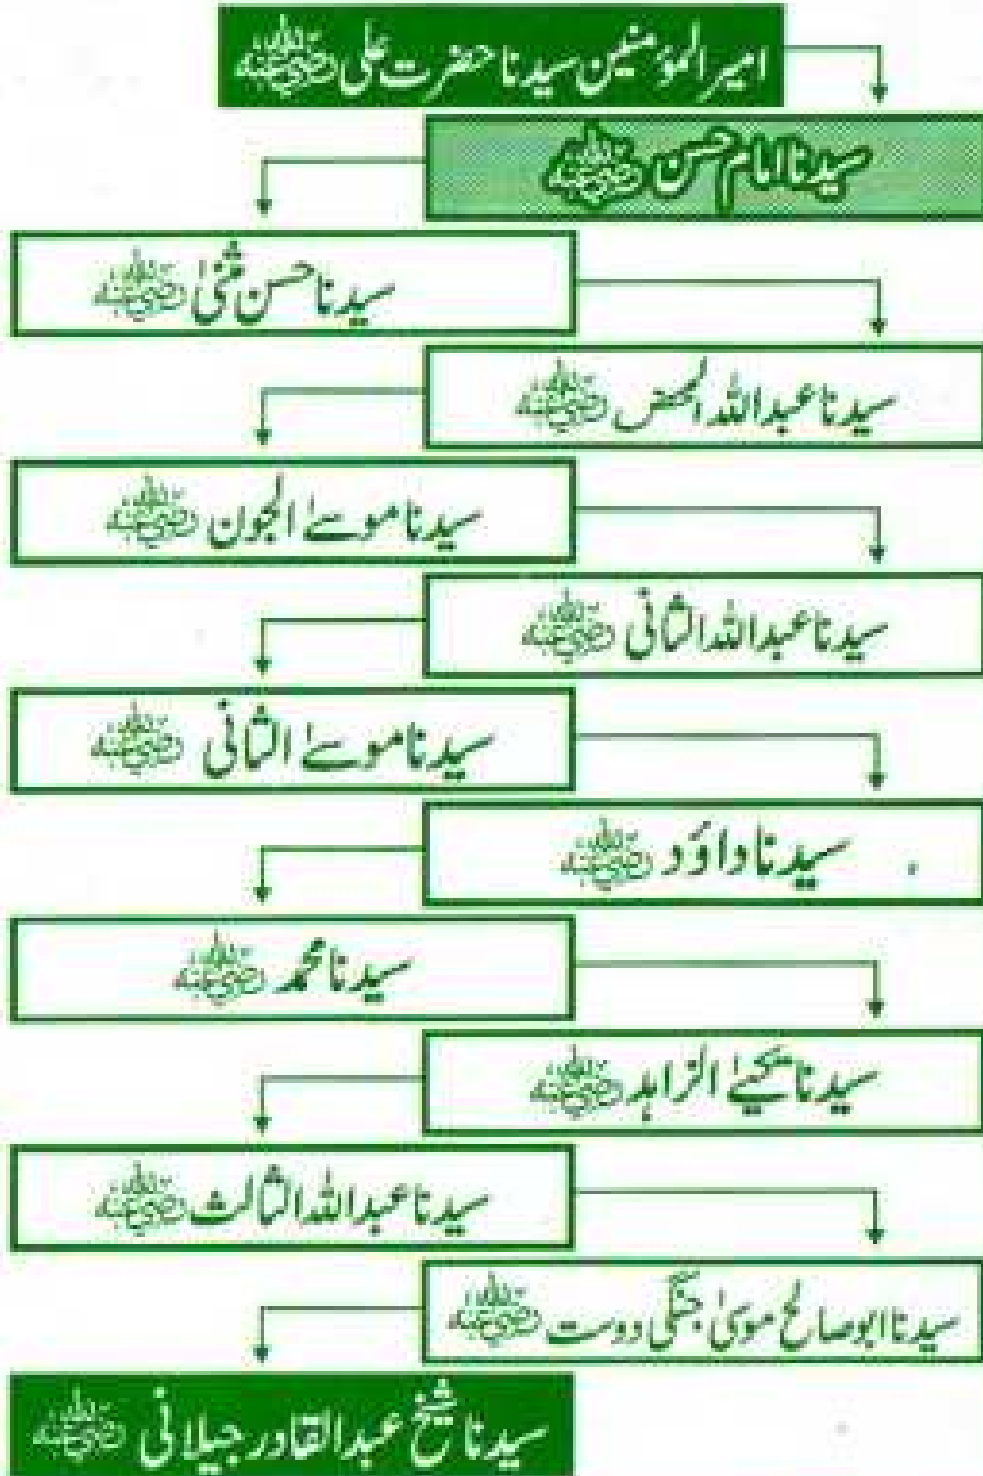 امیر المؤمنین سیدنا حضرت علی رضی اللہ عنہ
سیدنا امام حسن رضی اللہ عنہ
سیدنا حسن مثنیٰ رضی اللہ عنہ
سیدنا عبداللہ المحض رضی اللہ عنہ
سیدنا موسےٰ الجون رضی اللہ عنہ
سیدنا عبداللہ الثانی رضی اللہ عنہ
سیدنا موسےٰ الثانی رضی اللہ عنہ
سیدنا داؤد رضی اللہ عنہ
سیدنا محمد رضی اللہ عنہ
سیدنا یحییٰ الزاہد رضی اللہ عنہ
سیدنا عبداللہ الثالث رضی اللہ عنہ
سیدنا ابو صالح موسیٰ جنگی دوست رضی اللہ عنہ
سیدنا شیخ عبدالقادر جیلانی رضی اللہ عنہ